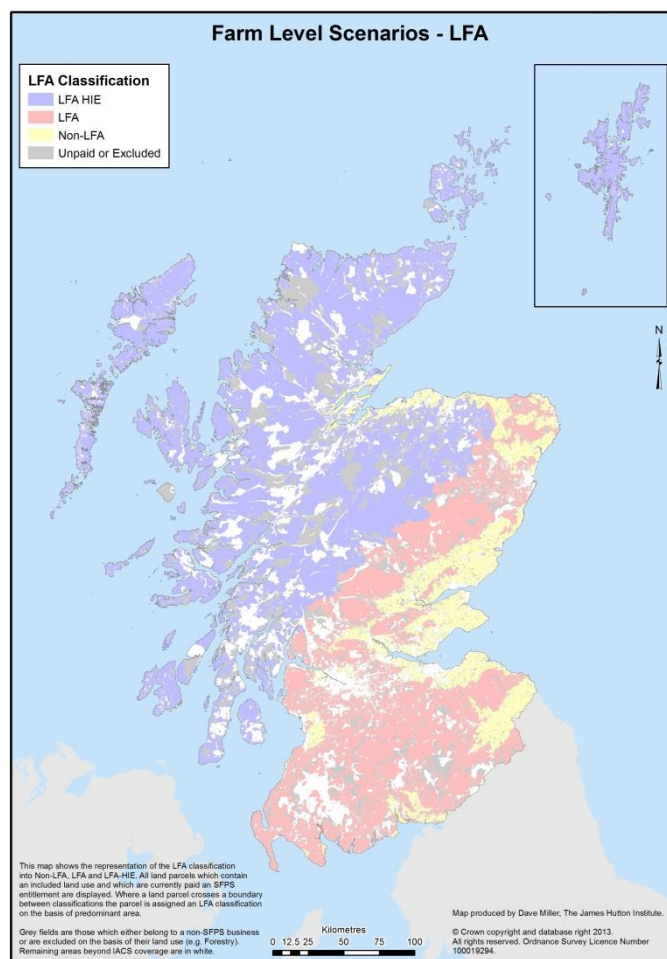 Farm Level Scenarios - LFA
LFA Classification
LFA HIE
LFA
Non-LFA
Unpaid or Excluded
N
This map shows the representation of the LFA classification
into Non-LFA, LFA and LFA-HIE. All land parcels which contain
an included land use and which are currently paid an SFPS
entitlement are displayed. Where a land parcel crosses a boundary
between classifications the parcel is assigned an LFA classification
on the basis of predominant area.
Grey fields are those which either belong to a non-SFPS business
or are excluded on the basis of their land use (e.g. Forestry).
Remaining areas beyond IACS coverage are in white.
Kilometres
0 12.5 25 50 75 100
Map produced by Dave Miller, The James Hutton Institute.
© Crown copyright and database right 2013.
All rights reserved. Ordnance Survey Licence Number
100019294.